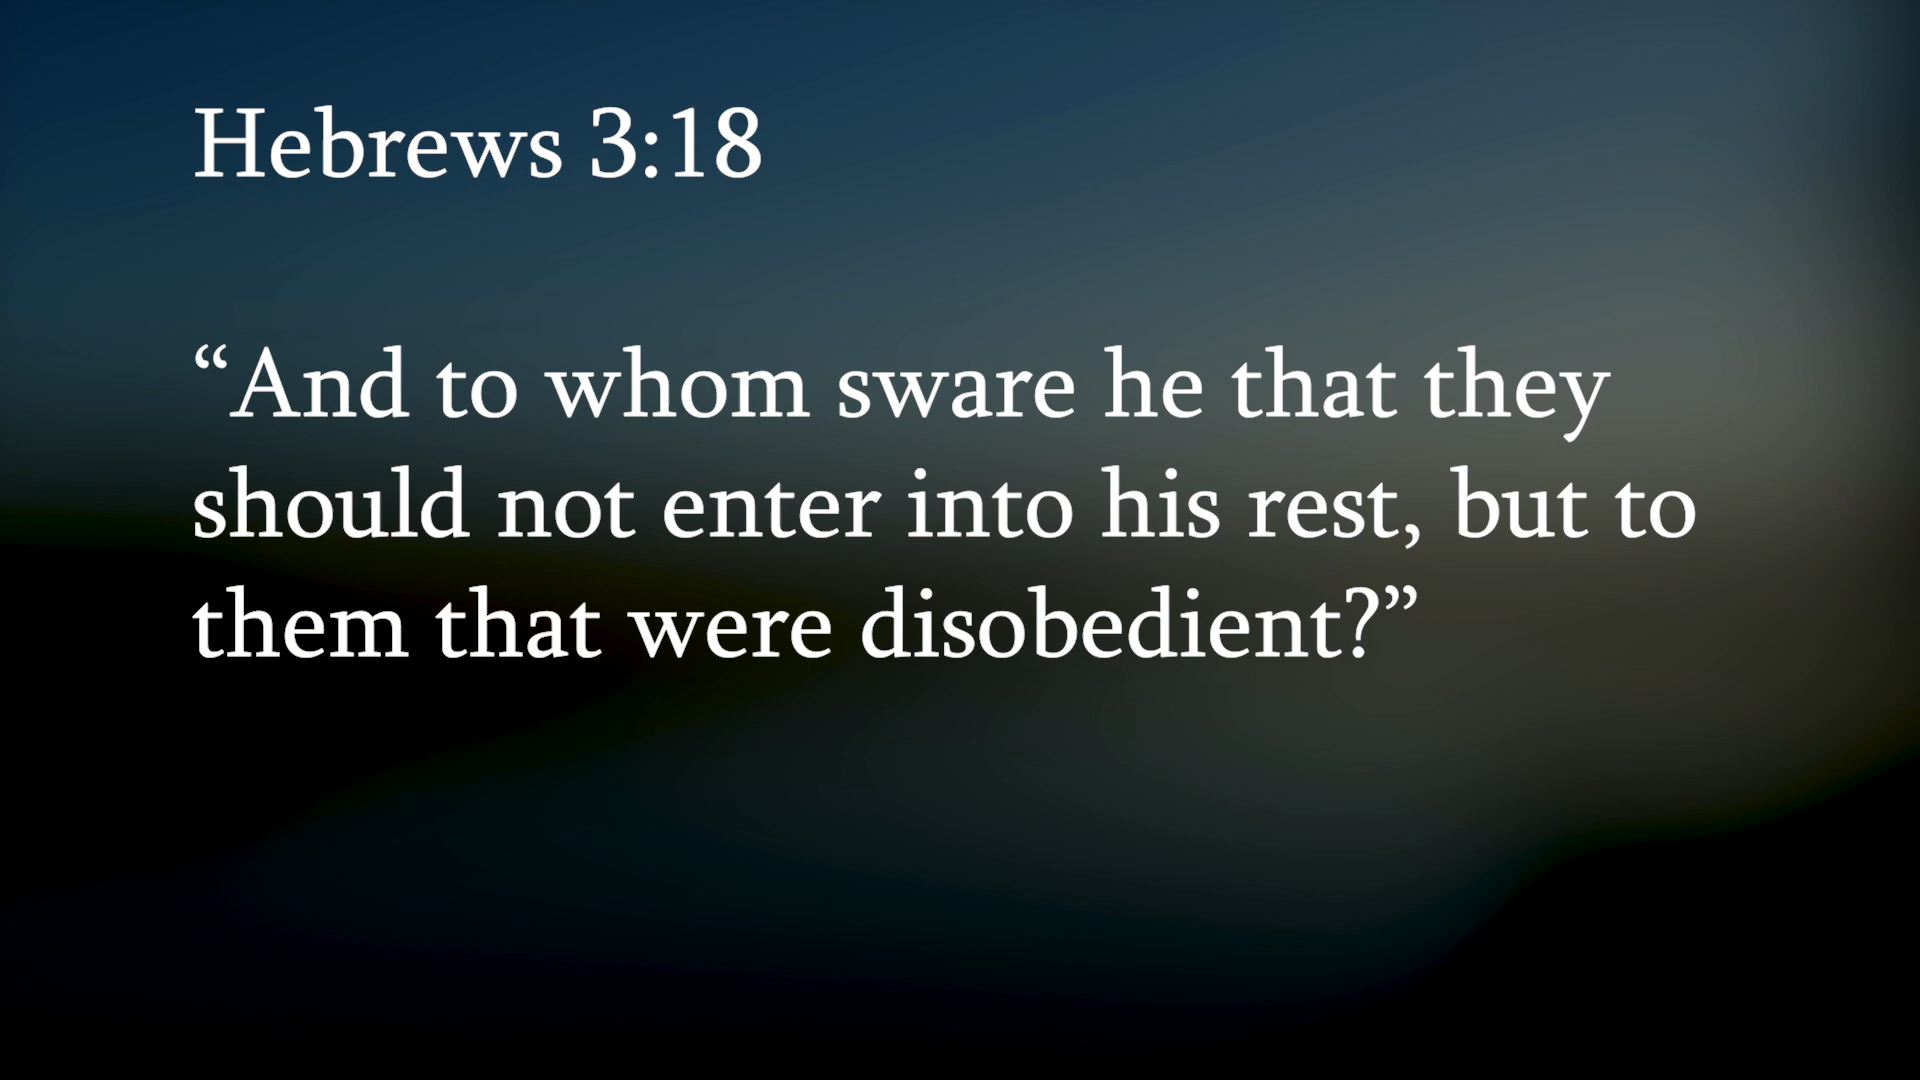 Hebrews 3:18
“And to whom sware he that they
should not enter into his rest, but to
them that were disobedient?”